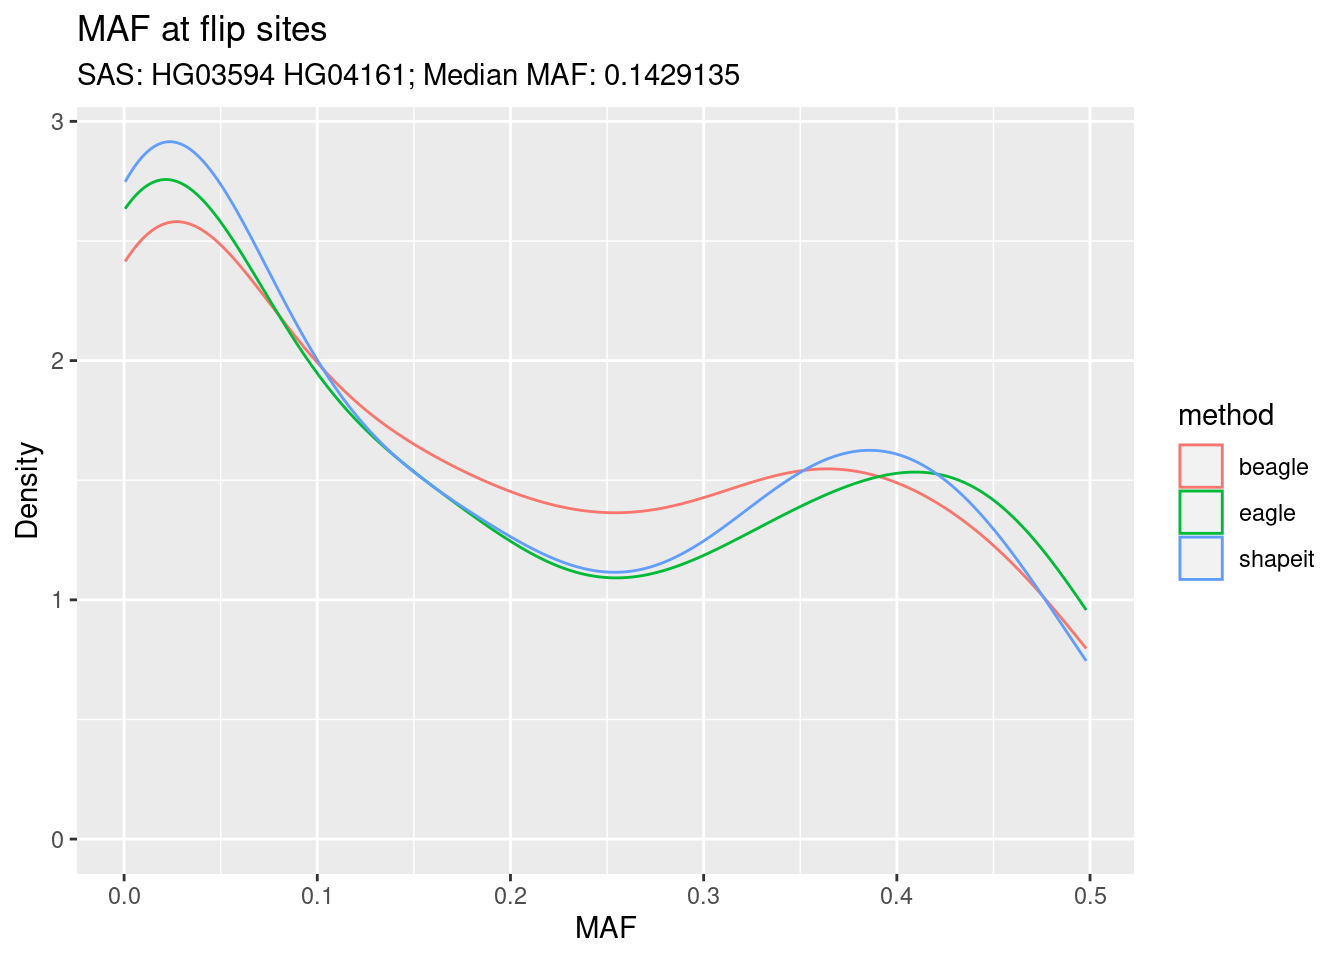 MAF at flip sites
SAS: HG03594 HG04161; Median MAF: 0.1429135
3
2
1
0
Density
0.0 0.1 0.2 0.3 0.4 0.5
MAF
method
beagle
eagle
shapeit